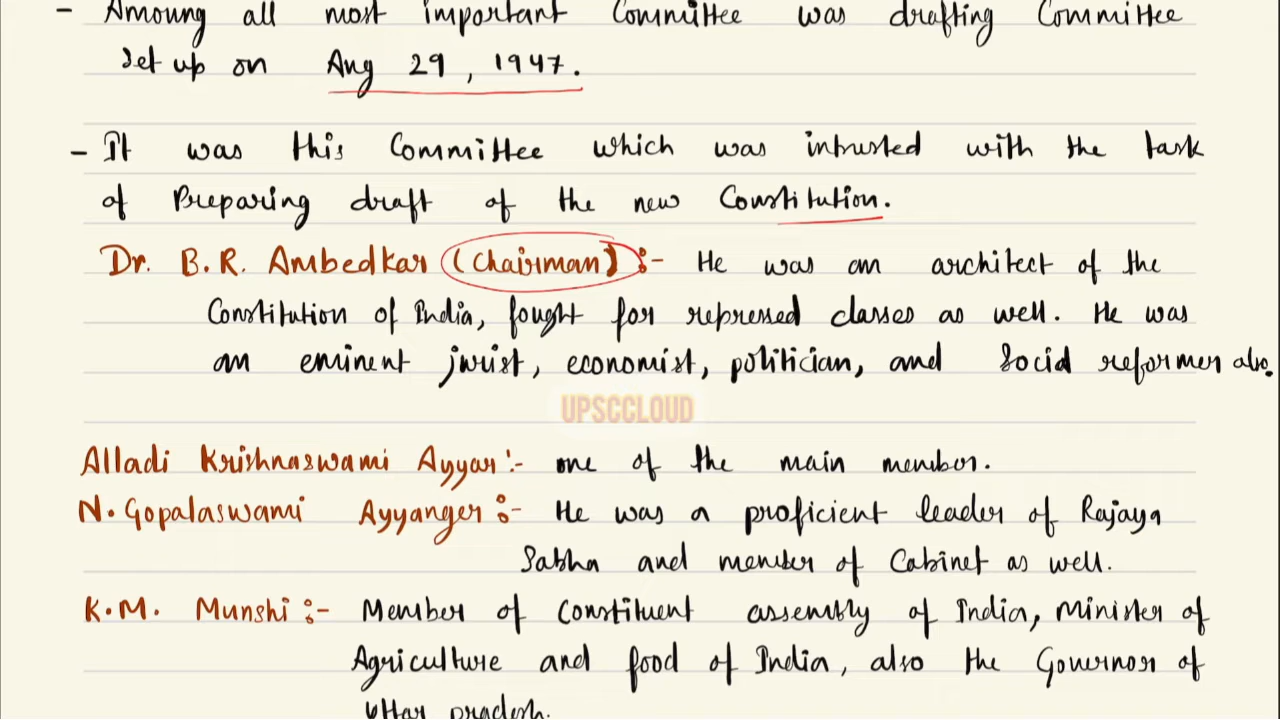 - Amoung all most important Committee was drafting Committee
set up on Aug 29, 1947.
- It was this Committee which was intrusted with the task
of Preparing draft of the new Constitution.
Dr. B.R. Ambedkar (Chairman) :- He was an architect of the
Constitution of India, fought for repressed classes as well. He was
an eminent jurist, economist, politician, and Social reformer also.
UPSCCLOUD
Alladi Krishnaswami Ayyar :- one of the main member.
N. Gopalaswami Ayyanger :- He was a proficient leader of Rajaya
Sabha and member of Cabinet as well.
K.M. Munshi :- Member of Constituent assembly of India, Minister of
Agriculture and food of India, also the Governor of
Uttar pradesh.